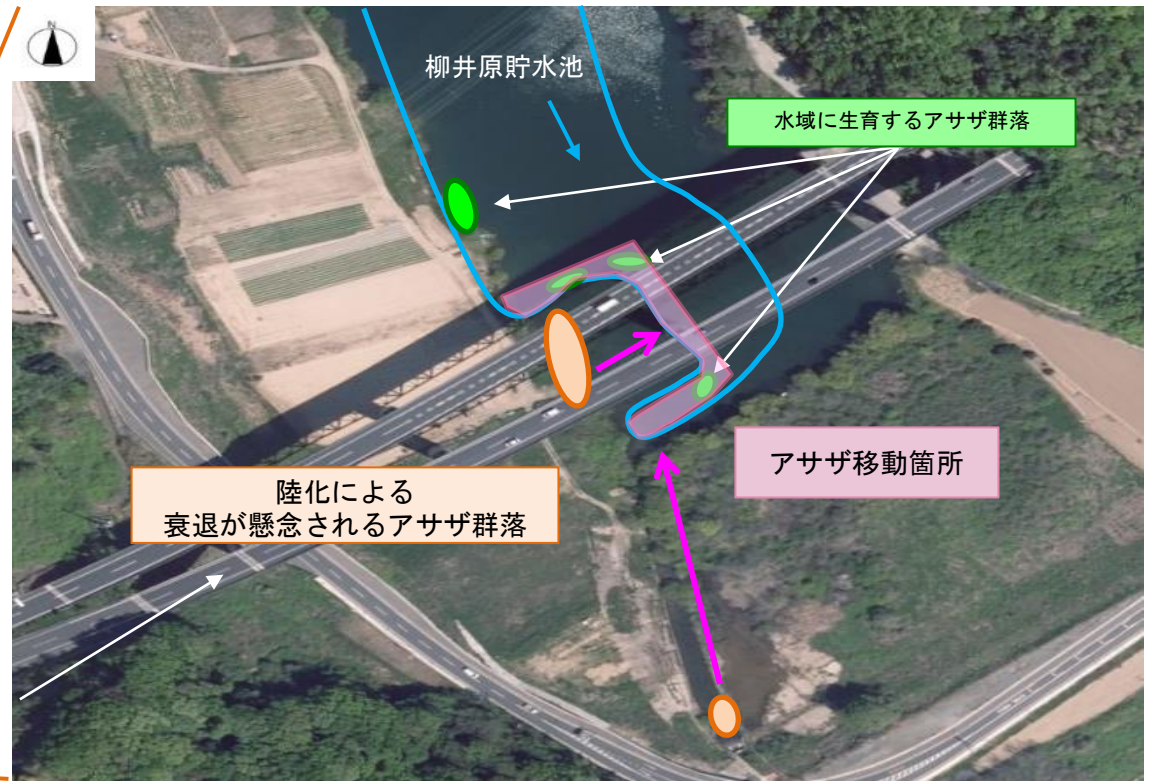 N
柳井原貯水池
水域に生育するアサザ群落
アサザ移動箇所
陸化による
衰退が懸念されるアサザ群落